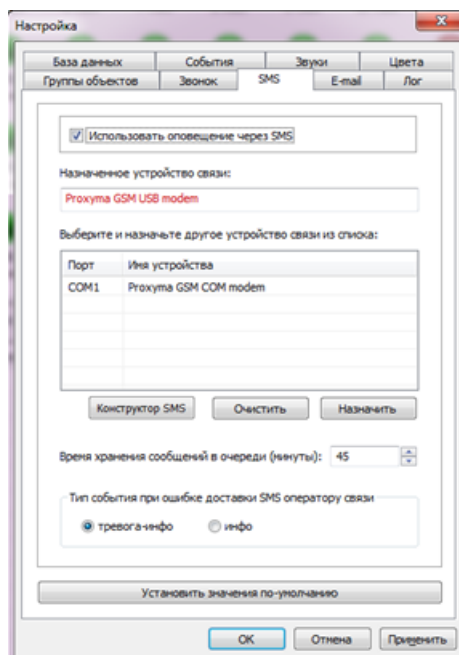 Настройка
База данных События Звуки Цвета
Группы объектов Звонок SMS E-mail Лог
Использовать оповещение через SMS
Назначенное устройство связи:
Proxyma GSM USB modem
Выберите и назначьте другое устройство связи из списка:
Порт Имя устройства
COM1 Proxyma GSM COM modem
Конструктор SMS Очистить Назначить
Время хранения сообщений в очереди (минуты): 45
Тип события при ошибке доставки SMS оператору связи
тревога-инфо инфо
Установить значения по-умолчанию
OK Отмена Применить